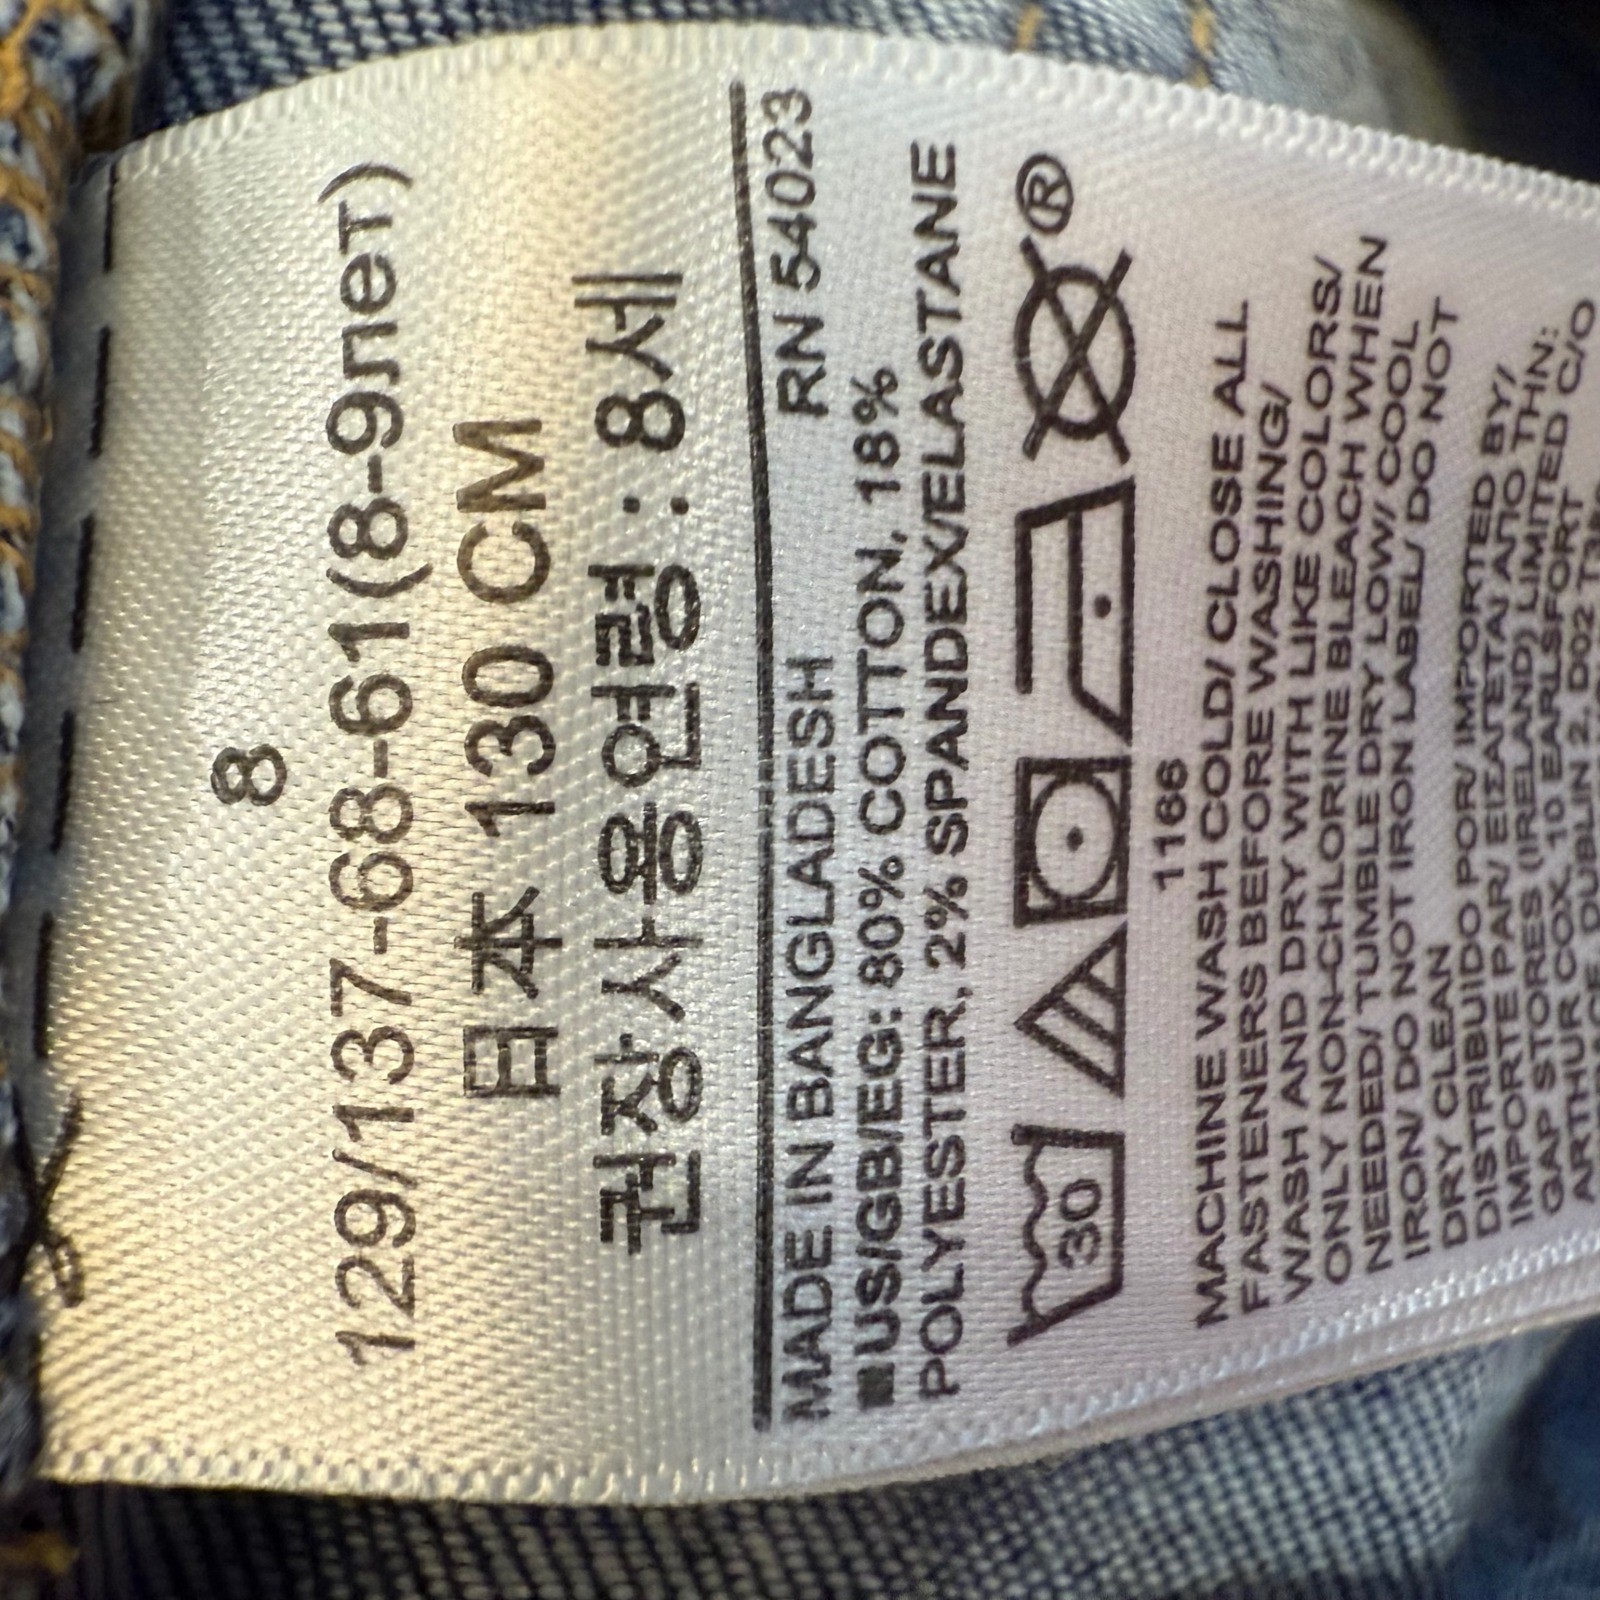 8
129/137-68-61(8-9лет)
日本 130 CM
권장사용연령 : 8세
MADE IN BANGLADESH RN 54023
■US/GB/EG: 80% COTTON, 18%
POLYESTER, 2% SPANDEX/ELASTANE
30 ®
1166
MACHINE WASH COLD/ CLOSE ALL
FASTENERS BEFORE WASHING/
WASH AND DRY WITH LIKE COLORS/
ONLY NON-CHLORINE BLEACH WHEN
NEEDED/ TUMBLE DRY LOW/ COOL
IRON/ DO NOT IRON LABEL/ DO NOT
DRY CLEAN
DISTRIBUIDO POR/ IMPORTED BY/
IMPORTE PAR/ ΕΙΣΑΓΕΤΑΙ ΑΠΟ ΤΗΝ:
GAP STORES (IRELAND) LIMITED C/O
ARTHUR COX, 10 EARLSFORT
DUBLIN 2, D02